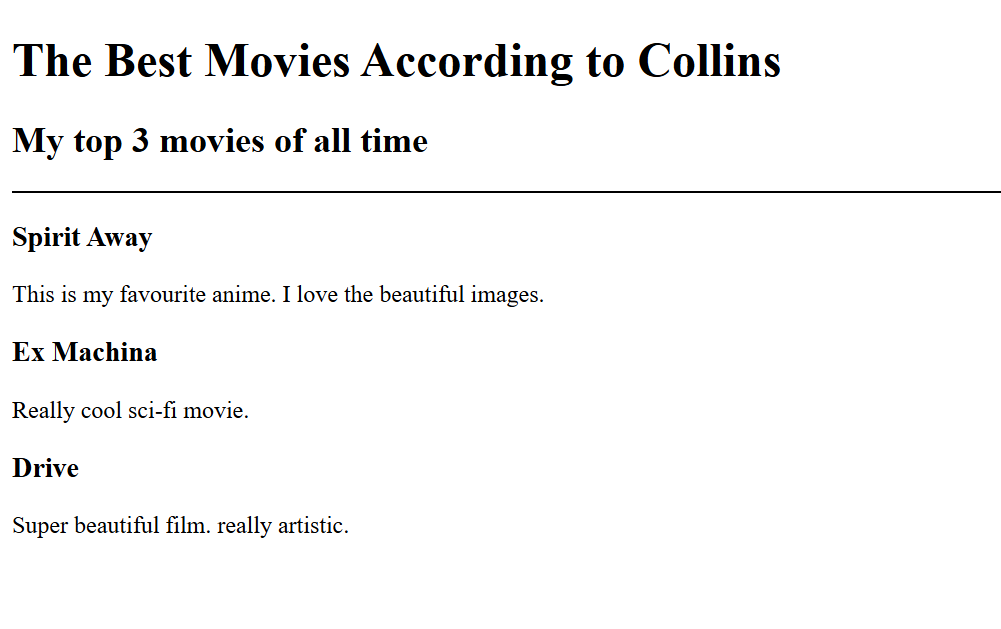 The Best Movies According to Collins
My top 3 movies of all time
Spirit Away
This is my favourite anime. I love the beautiful images.
Ex Machina
Really cool sci-fi movie.
Drive
Super beautiful film. really artistic.